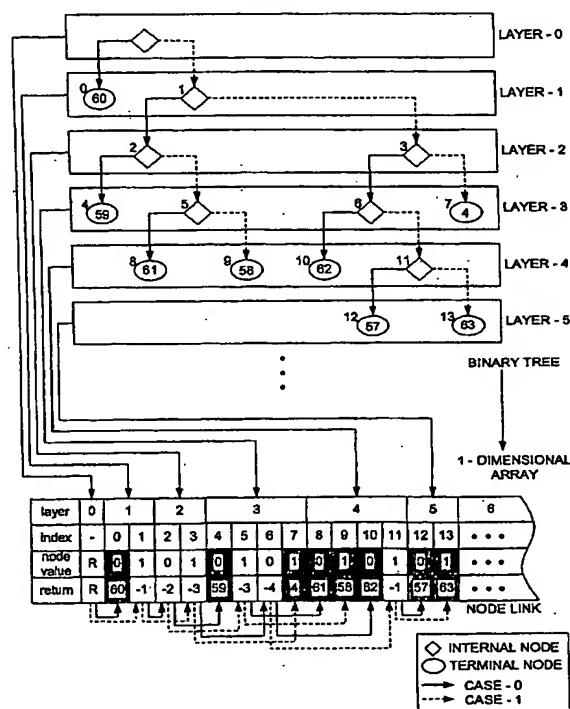 LAYER - 0
0 60 1 LAYER - 1
2 3 LAYER - 2
4 59 5 6 7 4 LAYER - 3
8 61 9 58 10 62 11 LAYER - 4
12 57 13 63 LAYER - 5
BINARY TREE
1 - DIMENSIONAL
ARRAY
layer 0 1 2 3 4 5 6
index - 0 1 2 3 4 5 6 7 8 9 10 11 12 13 • • •
node value R 0 1 0 1 0 1 0 1 0 1 0 1 0 1 • • •
return R 60 -1 -2 -3 59 -3 -4 4 61 58 62 -1 57 63 • • •
NODE LINK
INTERNAL NODE
TERMINAL NODE
CASE - 0
CASE - 1